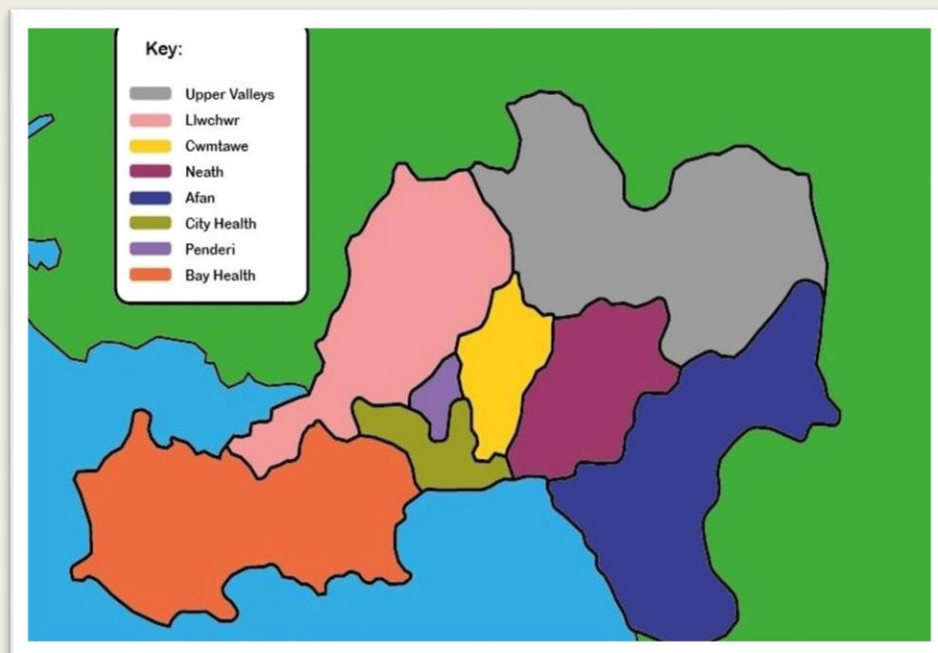 Key:
Upper Valleys
Llwchwr
Cwmtawe
Neath
Afan
City Health
Penderi
Bay Health